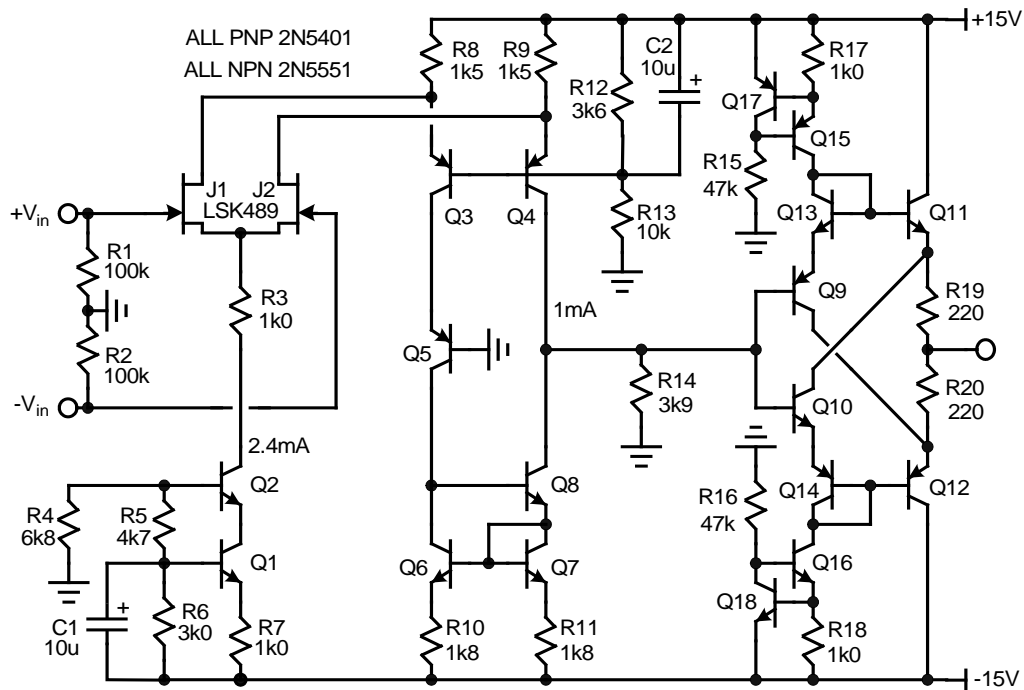 ALL PNP 2N5401
ALL NPN 2N5551
R8
1k5
R9
1k5
R12
3k6
C2
10u
+
R17
1k0
+15V
Q17
Q15
R15
47k
J1
J2
LSK489
+Vin
Q3
Q4
R13
10k
Q13
Q11
R1
100k
R3
1k0
1mA
Q9
R19
220
R2
100k
Q5
R14
3k9
Q10
R20
220
-Vin
2.4mA
Q2
Q8
R16
47k
Q14
Q12
R4
6k8
R5
4k7
Q1
Q6
Q7
Q16
Q18
C1
10u
+
R6
3k0
R7
1k0
R10
1k8
R11
1k8
R18
1k0
-15V